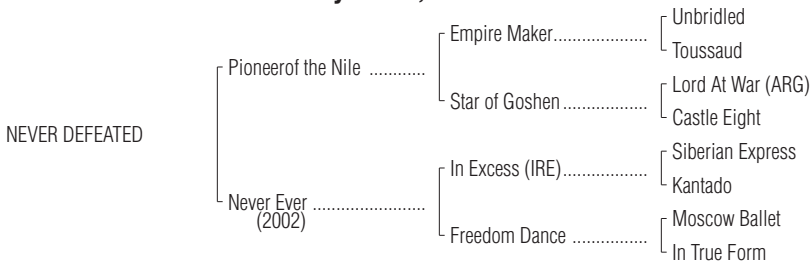 Unbridled
Empire Maker....................
Toussaud
Pioneerof the Nile ............
Lord At War (ARG)
Star of Goshen..................
Castle Eight
NEVER DEFEATED
Siberian Express
In Excess (IRE)..................
Kantado
Never Ever ........................
(2002)
Moscow Ballet
Freedom Dance ................
In True Form